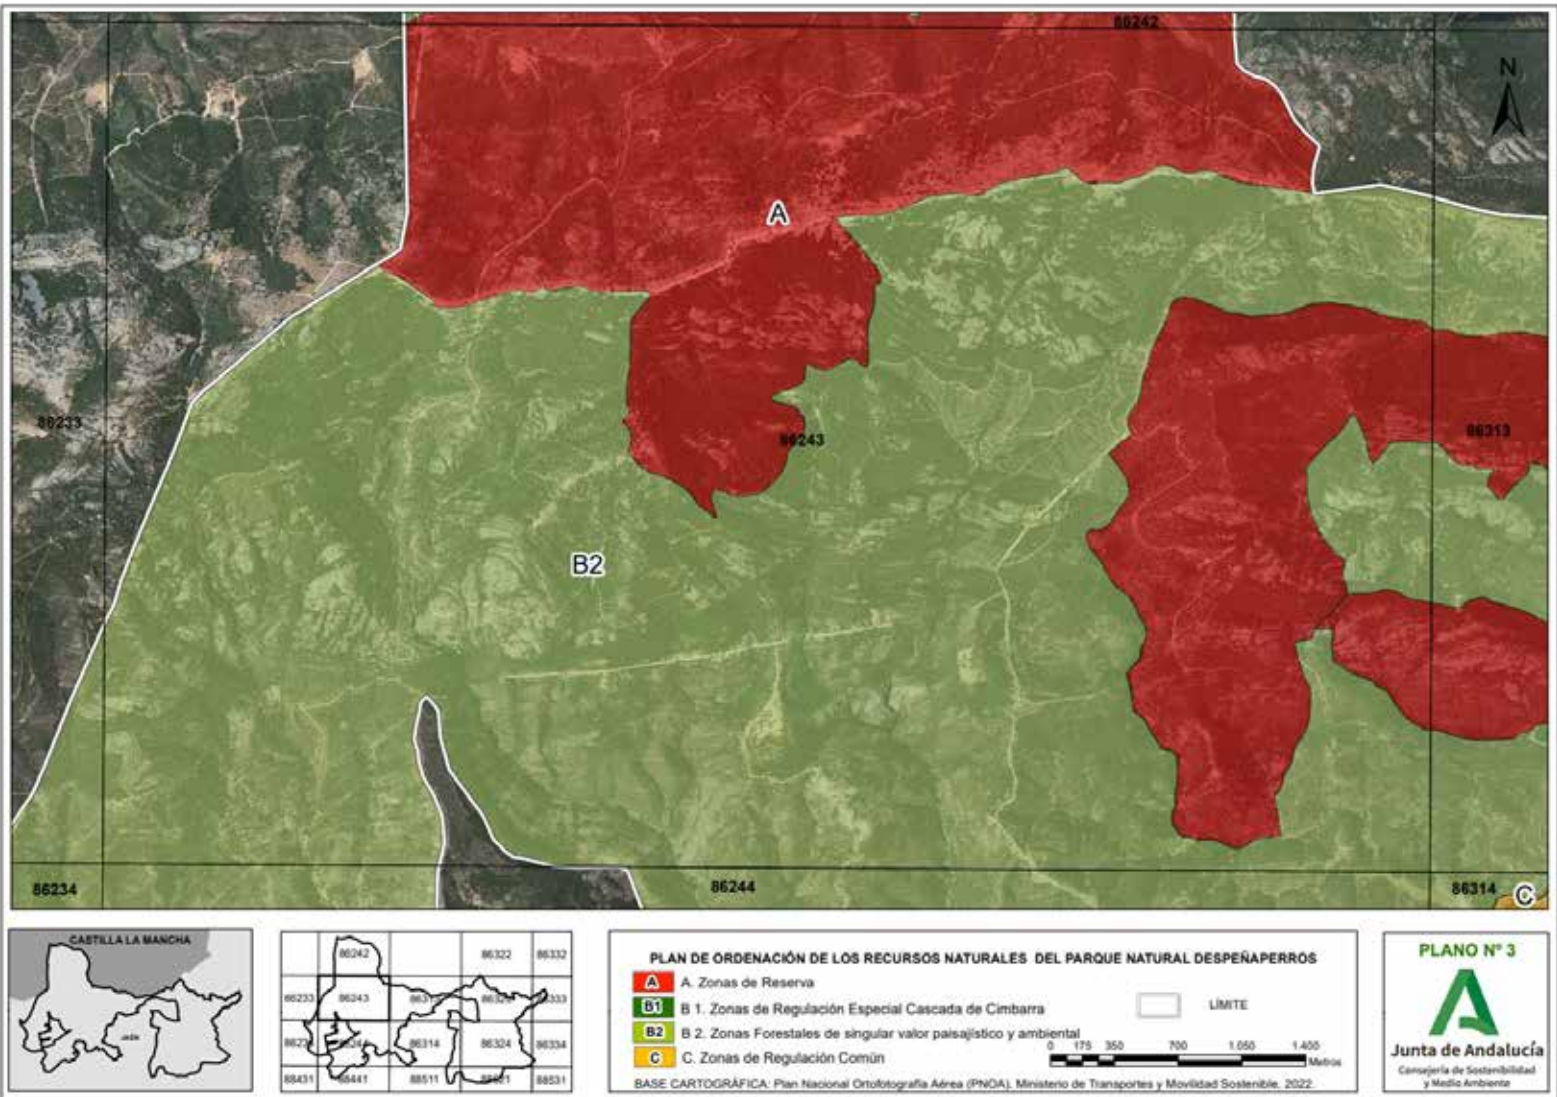 86242
N
A
86233
86243
86313
B2
86234
86244
86314
C
CASTILLA LA MANCHA
JAÉN
86242
86322
86332
86233
86243
86333
86314
86324
86334
88431
88441
88511
88531
PLAN DE ORDENACIÓN DE LOS RECURSOS NATURALES DEL PARQUE NATURAL DESPEÑAPERROS
A A. Zonas de Reserva
B1 B 1. Zonas de Regulación Especial Cascada de Cimbarra
LÍMITE
B2 B 2. Zonas Forestales de singular valor paisajístico y ambiental
C C. Zonas de Regulación Común
0 175 350 700 1.050 1.400
Metros
BASE CARTOGRÁFICA: Plan Nacional Ortofotografía Aérea (PNOA). Ministerio de Transportes y Movilidad Sostenible. 2022.
PLANO Nº 3
Junta de Andalucía
Consejería de Sostenibilidad
y Medio Ambiente